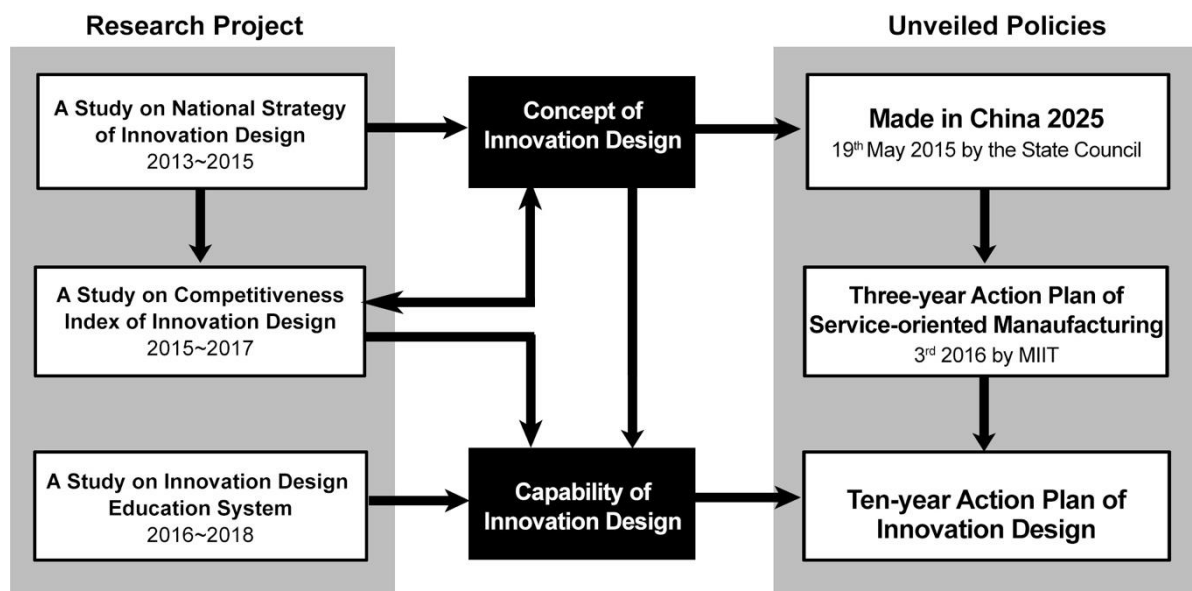 Research Project
Unveiled Policies
A Study on National Strategy
of Innovation Design
2013~2015
Concept of
Innovation Design
Made in China 2025
19th May 2015 by the State Council
A Study on Competitiveness
Index of Innovation Design
2015~2017
Three-year Action Plan of
Service-oriented Manaufacturing
3rd 2016 by MIIT
A Study on Innovation Design
Education System
2016~2018
Capability of
Innovation Design
Ten-year Action Plan of
Innovation Design